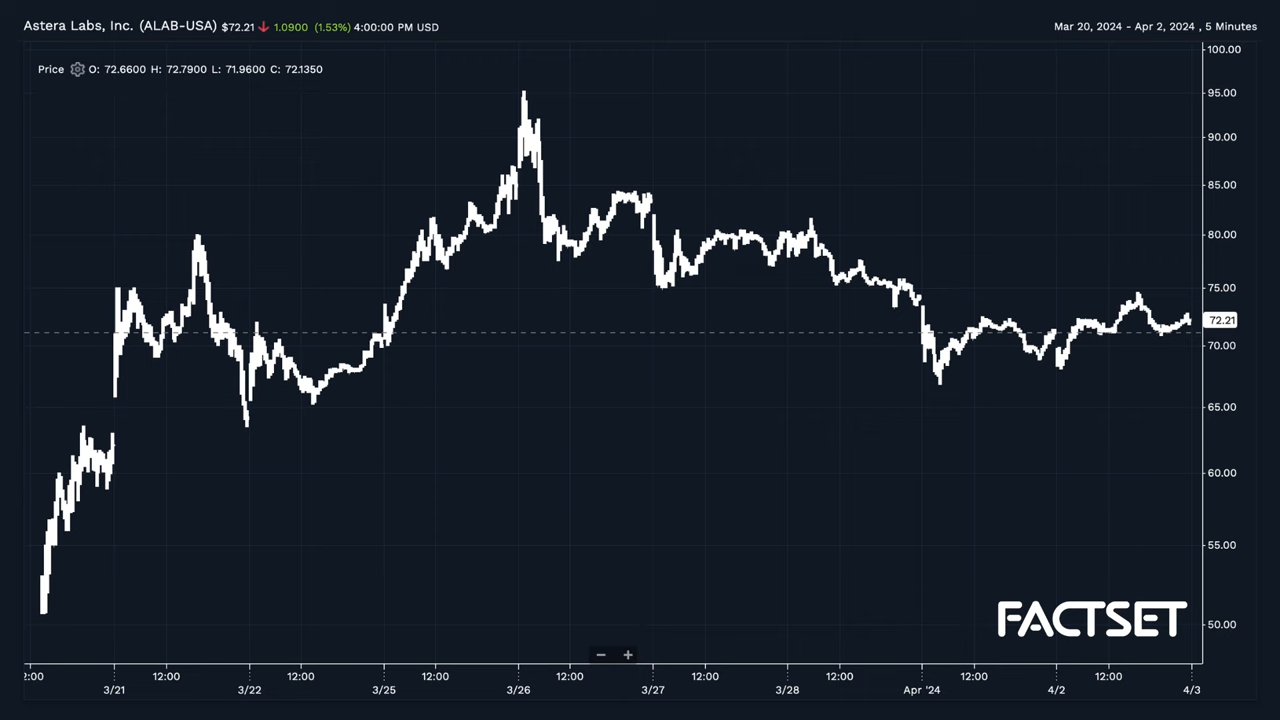 Astera Labs, Inc. (ALAB-USA) $72.21 1.0900 (1.53%) 4:00:00 PM USD
Mar 20, 2024 - Apr 2, 2024 , 5 Minutes
Price O: 72.6600 H: 72.7900 L: 71.9600 C: 72.1350
100.00
95.00
90.00
85.00
80.00
75.00
72.21
70.00
65.00
60.00
55.00
50.00
FACTSET
− +
2:00 12:00 12:00 12:00 12:00 12:00 12:00 12:00 12:00
3/21 3/22 3/25 3/26 3/27 3/28 Apr '24 4/2 4/3